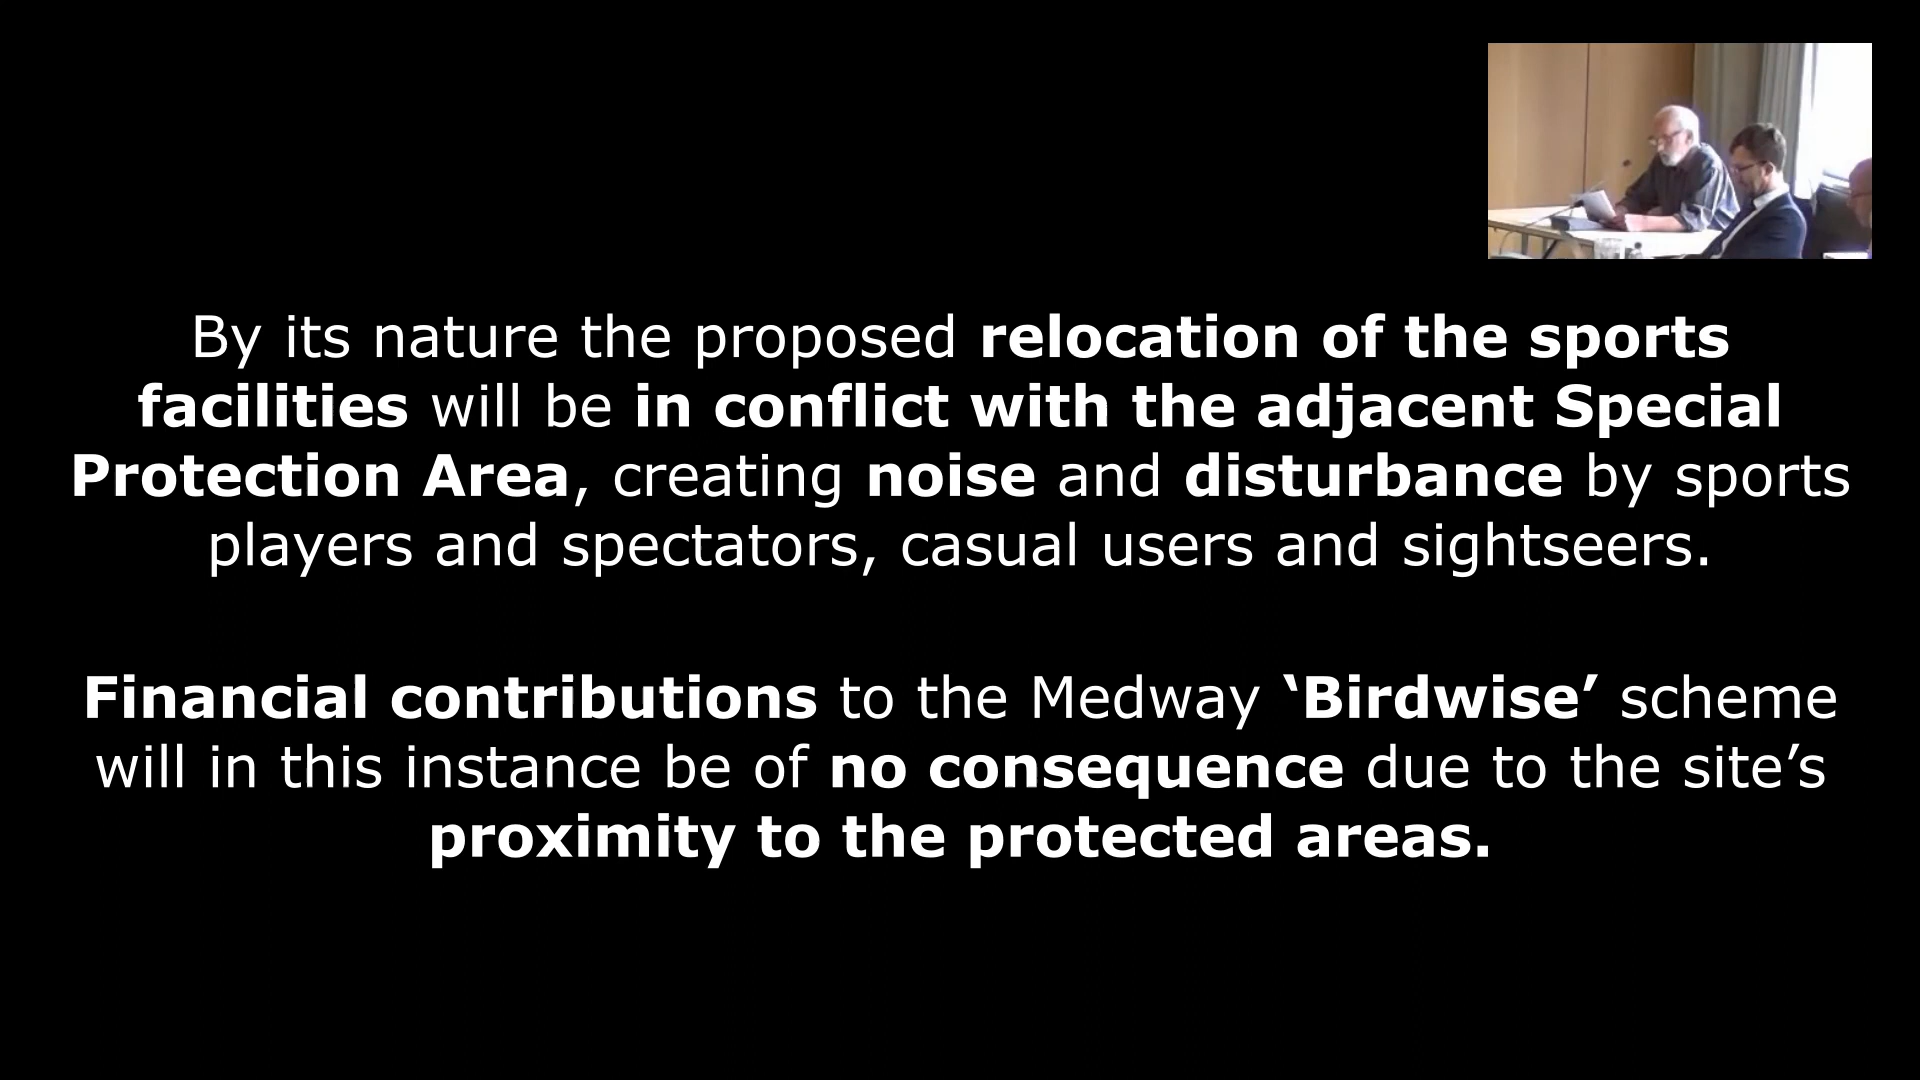 By its nature the proposed relocation of the sports
facilities will be in conflict with the adjacent Special
Protection Area, creating noise and disturbance by sports
players and spectators, casual users and sightseers.
Financial contributions to the Medway ‘Birdwise’ scheme
will in this instance be of no consequence due to the site’s
proximity to the protected areas.